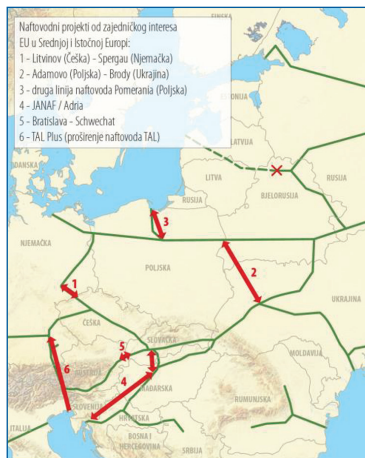 Naftovodni projekti od zajedničkog interesa
EU u Srednjoj i Istočnoj Europi:
1 - Litvinov (Češka) - Spergau (Njemačka)
2 - Adamovo (Poljska) - Brody (Ukrajina)
3 - druga linija naftovoda Pomerania (Poljska)
4 - JANAF / Adria
5 - Bratislava - Schwechat
6 - TAL Plus (proširenje naftovoda TAL)
LITVA
RUSIJA
RUSIJA
BJELORUSIJA
3
NJEMAČKA
POLJSKA
2
1
UKRAJINA
ČEŠKA
5
SLOVAČKA
MOLDAVIJA
6
4
MAĐARSKA
SLOVENIJA
RUMUNJSKA
ITALIJA
HRVATSKA
BOSNA I
HERCEGOVINA
SRBIJA